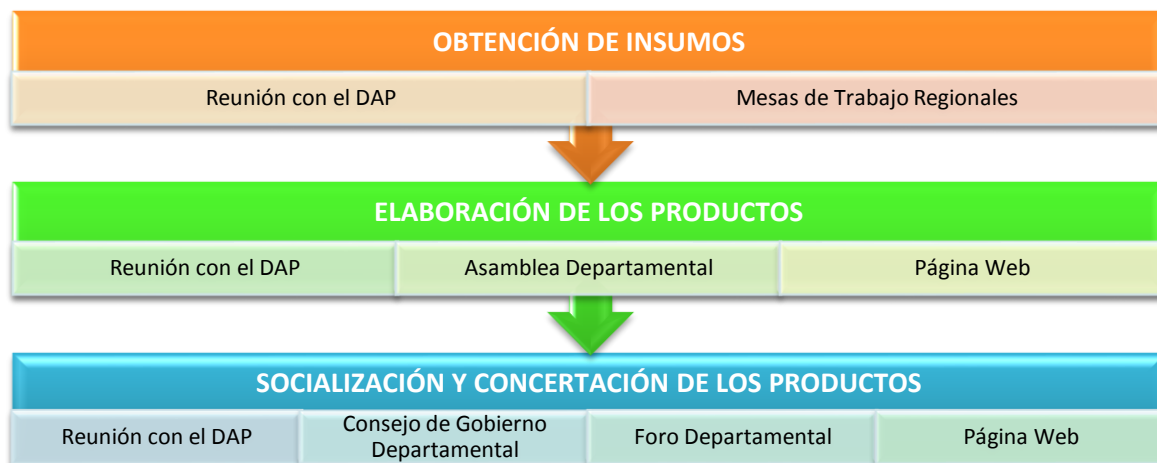 OBTENCIÓN DE INSUMOS
Reunión con el DAP
Mesas de Trabajo Regionales
ELABORACIÓN DE LOS PRODUCTOS
Reunión con el DAP
Asamblea Departamental
Página Web
SOCIALIZACIÓN Y CONCERTACIÓN DE LOS PRODUCTOS
Reunión con el DAP
Consejo de Gobierno
Departamental
Foro Departamental
Página Web